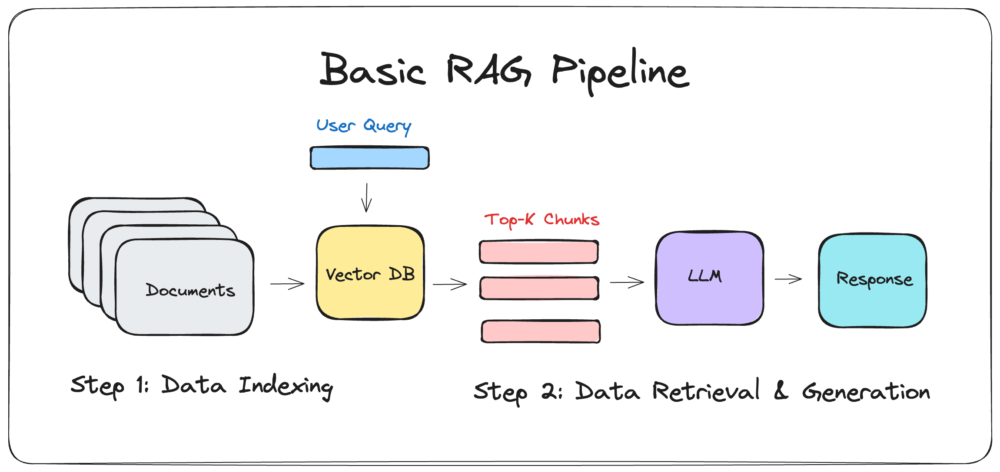 Basic RAG Pipeline
User Query
Top-K Chunks
Documents
Vector DB
LLM
Response
Step 1: Data Indexing
Step 2: Data Retrieval & Generation